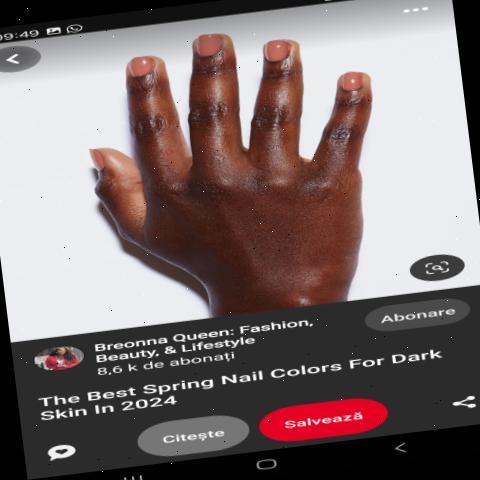 09:49
Breonna Queen: Fashion,
Beauty, & Lifestyle
8,6 k de abonați
Abonare
The Best Spring Nail Colors For Dark
Skin In 2024
Citește
Salvează